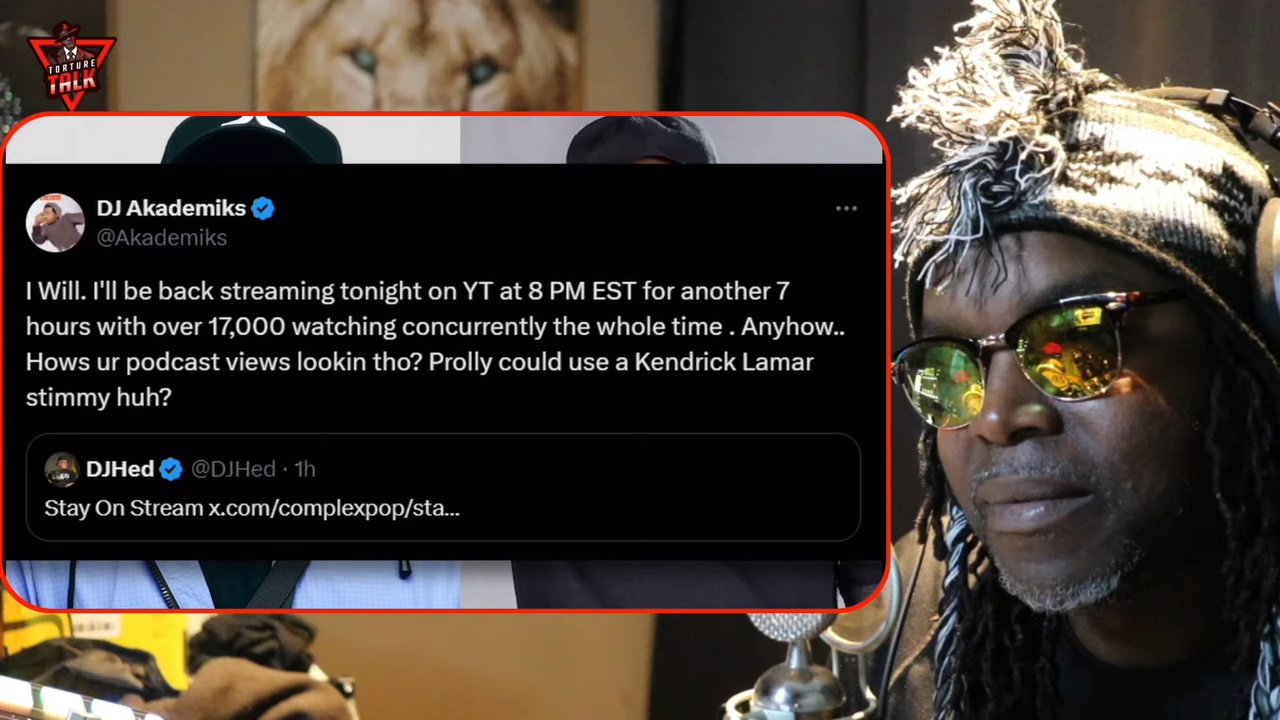 TORTURE
TALK
DJ Akademiks
@Akademiks
I Will. I'll be back streaming tonight on YT at 8 PM EST for another 7
hours with over 17,000 watching concurrently the whole time . Anyhow..
Hows ur podcast views lookin tho? Prolly could use a Kendrick Lamar
stimmy huh?
DJHed @DJHed · 1h
Stay On Stream x.com/complexpop/sta...